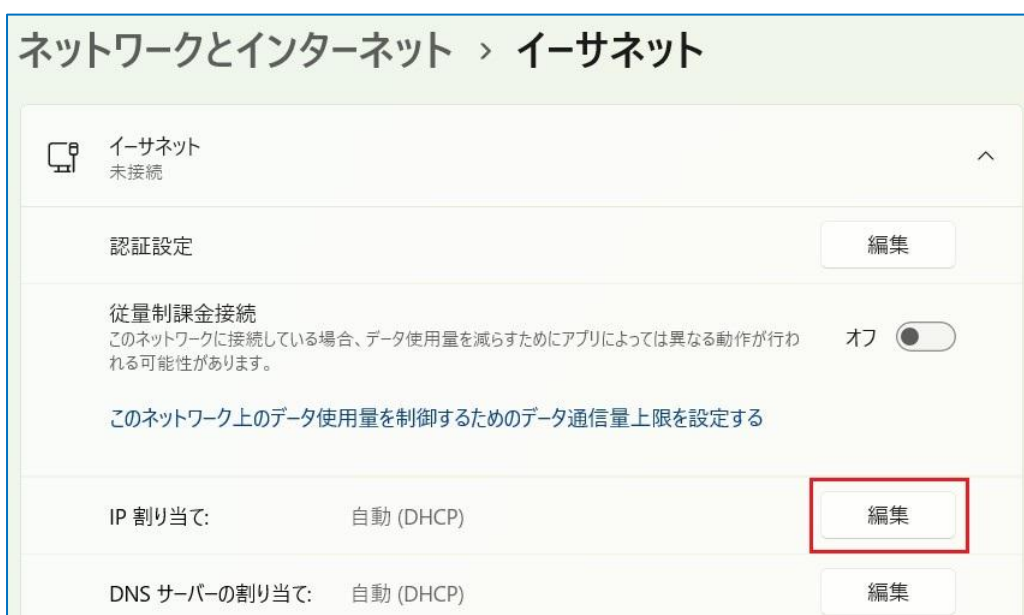 ネットワークとインターネット › イーサネット
イーサネット
未接続
認証設定
編集
従量制課金接続
このネットワークに接続している場合、データ使用量を減らすためにアプリによっては異なる動作が行わ
れる可能性があります。
オフ
このネットワーク上のデータ使用量を制御するためのデータ通信量上限を設定する
IP 割り当て: 自動 (DHCP)
編集
DNS サーバーの割り当て: 自動 (DHCP)
編集